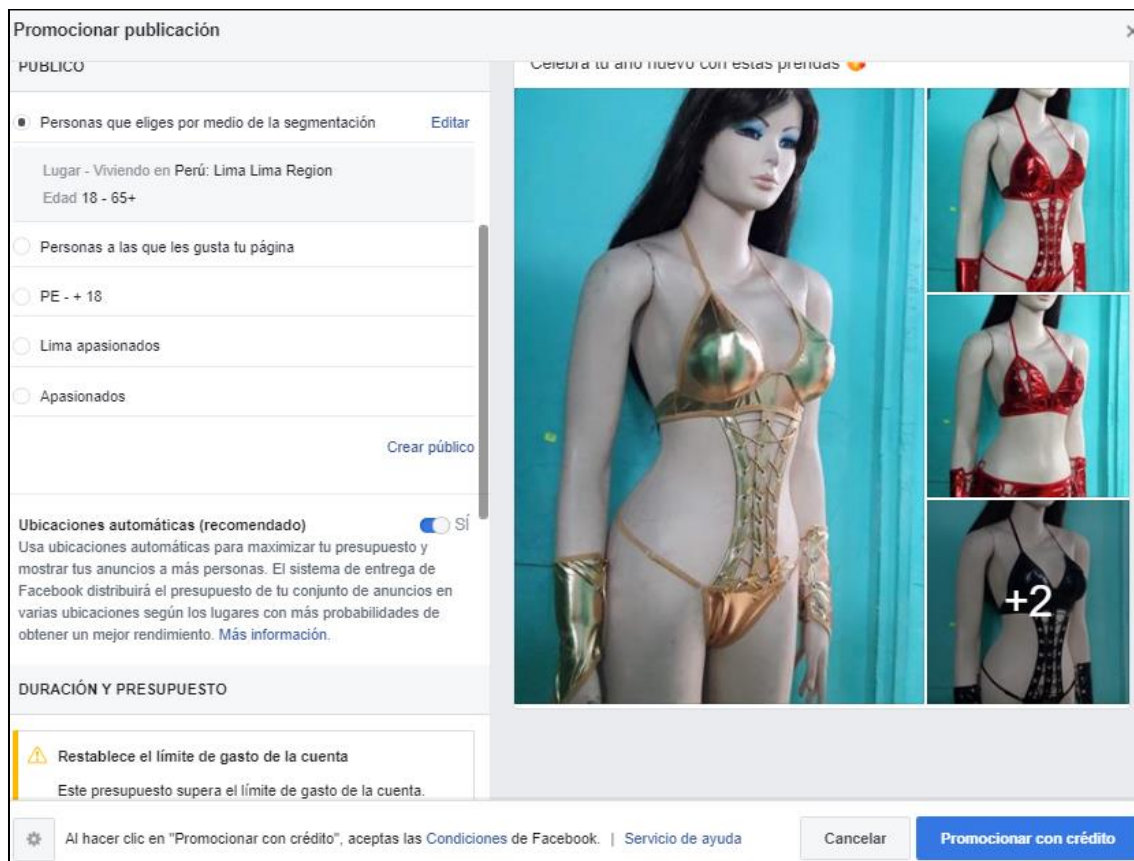 Promocionar publicación
PÚBLICO
Personas que eliges por medio de la segmentación Editar
Lugar - Viviendo en Perú: Lima Lima Region
Edad 18 - 65+
Personas a las que les gusta tu página
PE - + 18
Lima apasionados
Apasionados
Crear público
Ubicaciones automáticas (recomendado) SÍ
Usa ubicaciones automáticas para maximizar tu presupuesto y
mostrar tus anuncios a más personas. El sistema de entrega de
Facebook distribuirá el presupuesto de tu conjunto de anuncios en
varias ubicaciones según los lugares con más probabilidades de
obtener un mejor rendimiento. Más información.
DURACIÓN Y PRESUPUESTO
Restablece el límite de gasto de la cuenta
Este presupuesto supera el límite de gasto de la cuenta.
Celebra tu año nuevo con estas prendas
+2
Al hacer clic en "Promocionar con crédito", aceptas las Condiciones de Facebook. | Servicio de ayuda
Cancelar
Promocionar con crédito